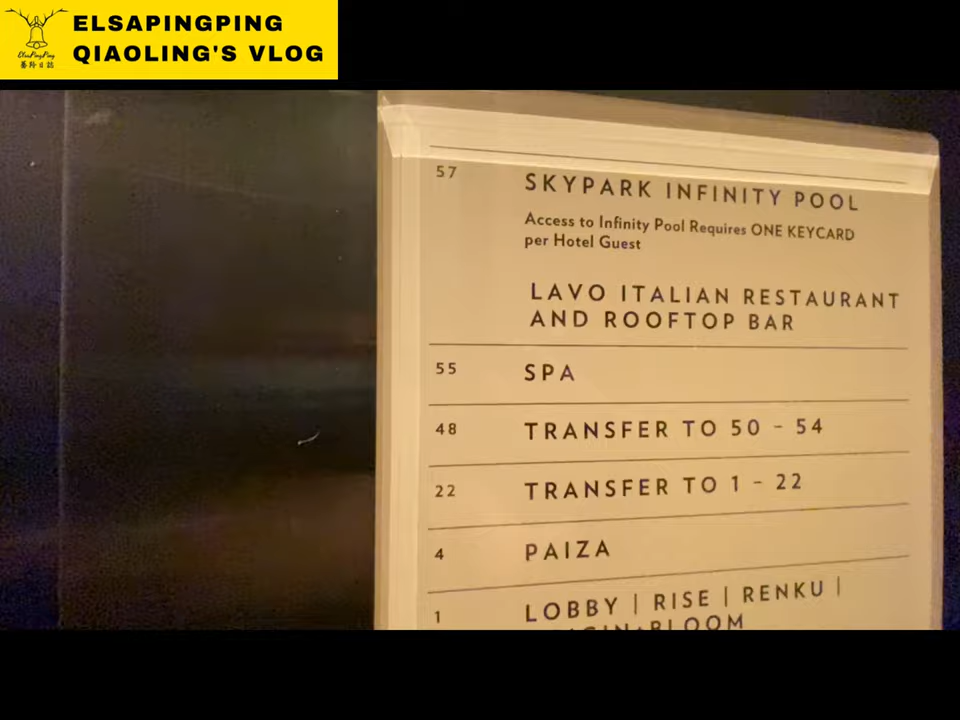 ELSAPINGPING
QIAOLING'S VLOG
ElsaPingPing
57 SKYPARK INFINITY POOL
Access to Infinity Pool Requires ONE KEYCARD
per Hotel Guest
LAVO ITALIAN RESTAURANT
AND ROOFTOP BAR
55 SPA
48 TRANSFER TO 50 - 54
22 TRANSFER TO 1 - 22
4 PAIZA
1 LOBBY | RISE | RENKU |
BLOOM